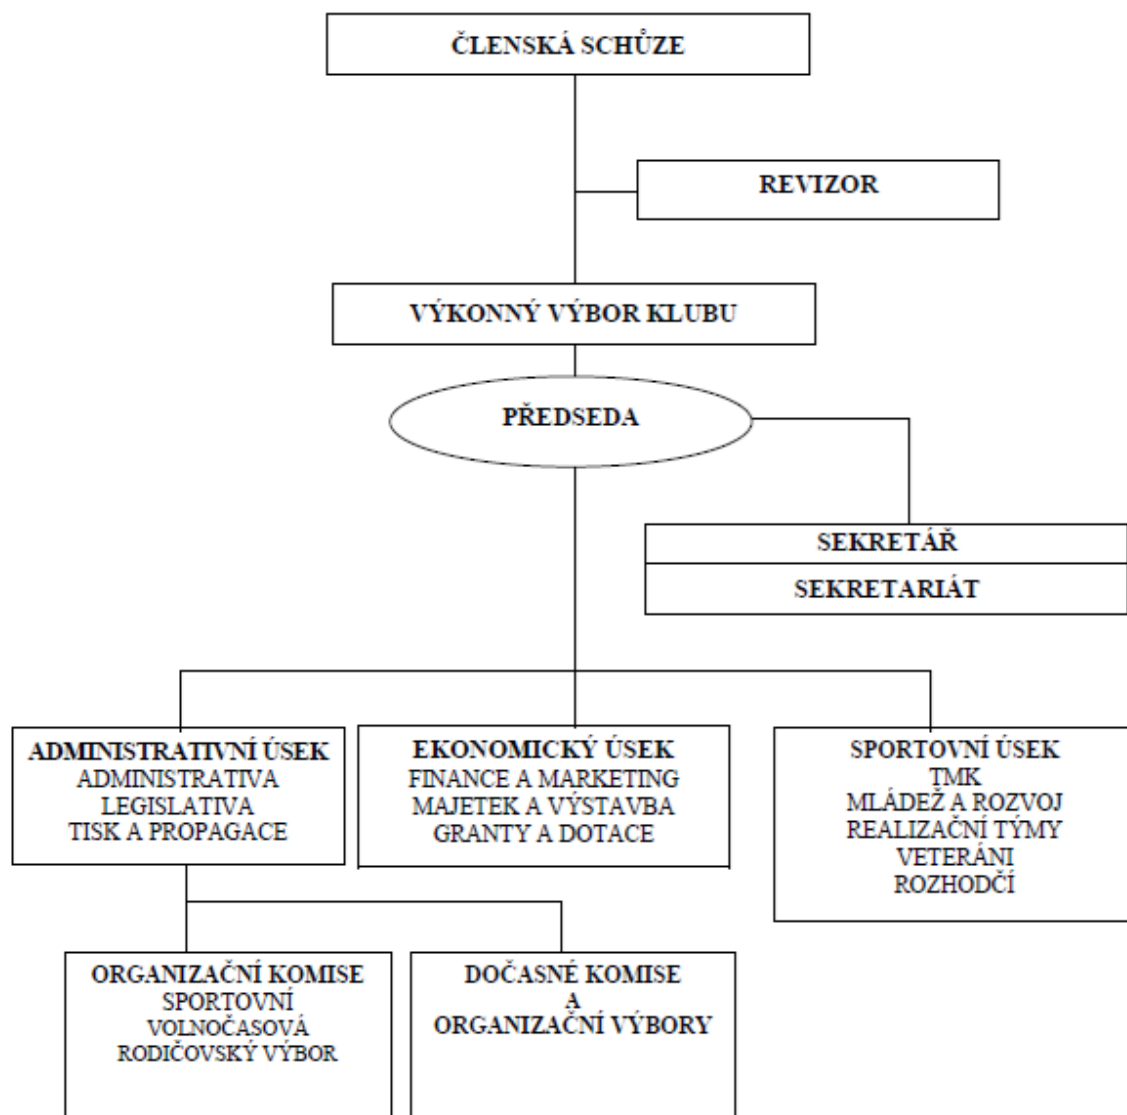 ČLENSKÁ SCHŮZE
REVIZOR
VÝKONNÝ VÝBOR KLUBU
PŘEDSEDA
SEKRETÁŘ
SEKRETARIÁT
ADMINISTRATIVNÍ ÚSEK
ADMINISTRATIVA
LEGISLATIVA
TISK A PROPAGACE
EKONOMICKÝ ÚSEK
FINANCE A MARKETING
MAJETEK A VÝSTAVBA
GRANTY A DOTACE
SPORTOVNÍ ÚSEK
TMK
MLÁDEŽ A ROZVOJ
REALIZAČNÍ TÝMY
VETERÁNI
ROZHODČÍ
ORGANIZAČNÍ KOMISE
SPORTOVNÍ
VOLNOČASOVÁ
RODIČOVSKÝ VÝBOR
DOČASNÉ KOMISE
A
ORGANIZAČNÍ VÝBORY